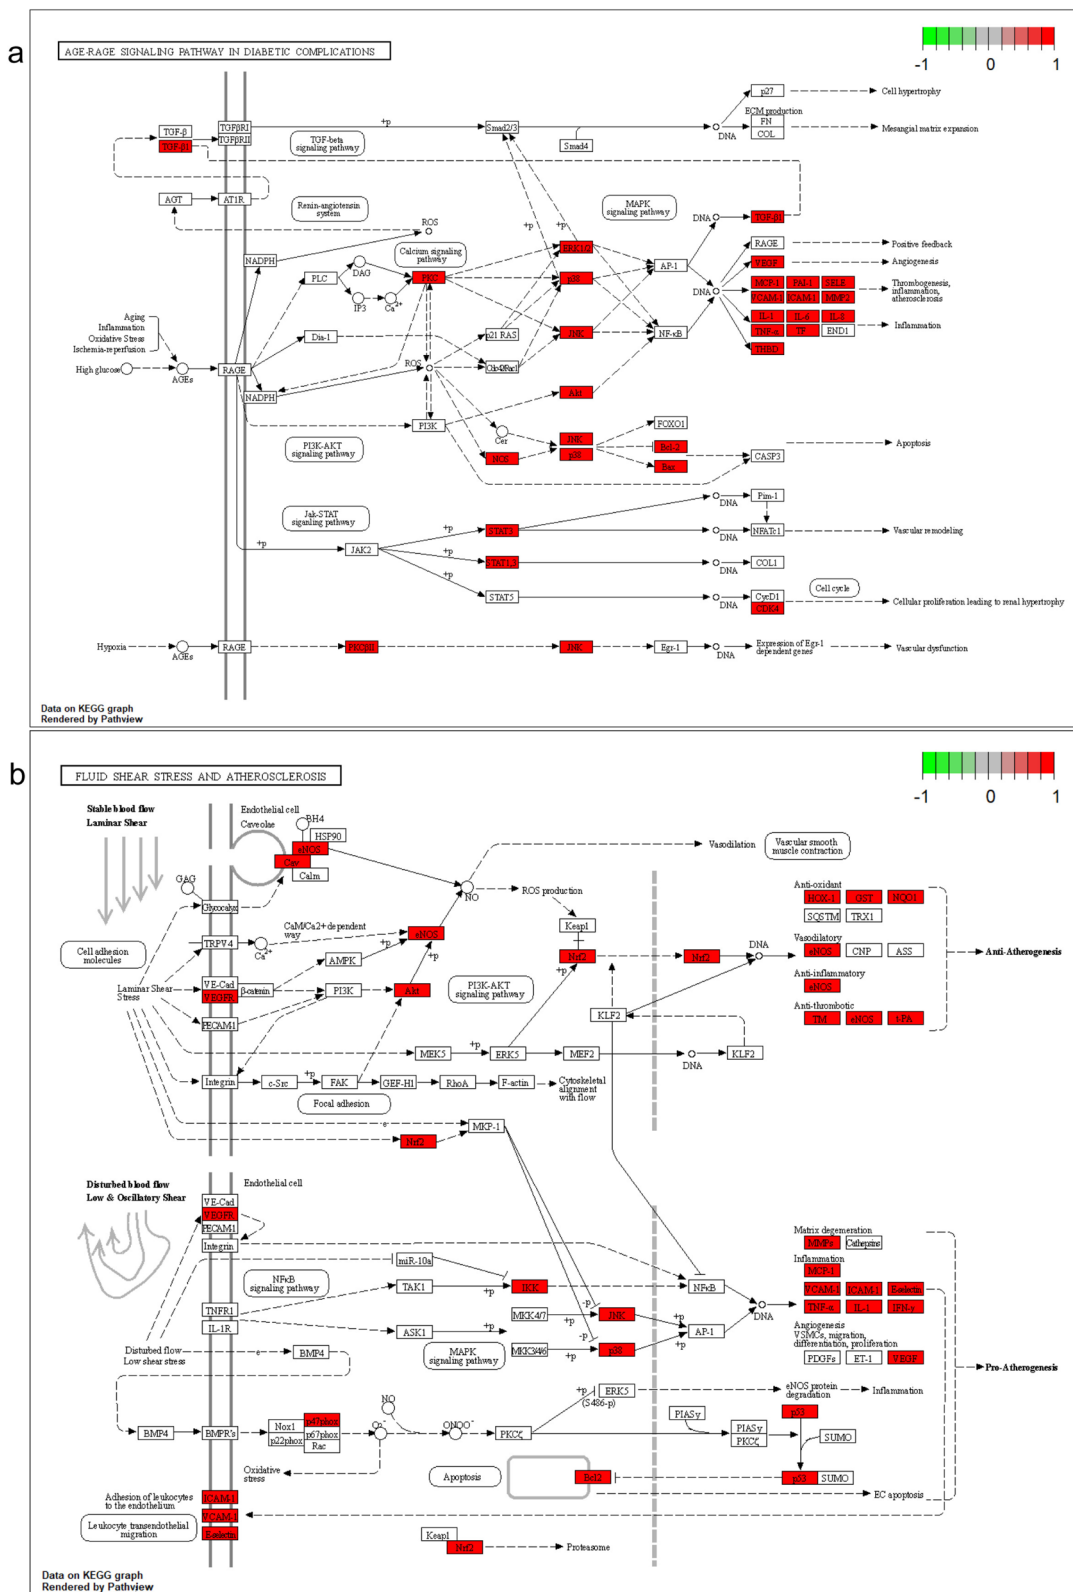 a
AGE-RAGE SIGNALING PATHWAY IN DIABETIC COMPLICATIONS
-1 0 1
p27
Cell hypertrophy
ECM production
TGF-β
TGFβRI
+p
Smad2/3
DNA
FN
TGF-β1
TGFβRII
TGF-beta
signaling pathway
Smad4
COL
Mesangial matrix expansion
AGT
AT1R
Renin-angiotensin
system
MAPK
signaling pathway
ROS
DNA
TGF-β1
+p
+p
Calcium signaling
pathway
ERK1/2
RAGE
Positive feedback
NADPH
DAG
AP-1
VEGF
Angiogenesis
PLC
PKC
p38
MCP-1
PAI-1
SELE
Thrombogenesis,
inflammation,
atherosclerosis
IP3
Ca2+
DNA
VCAM-1
ICAM-1
MMP2
Aging
Inflammation
Oxidative Stress
Ischemia-reperfusion
Dia-1
p21 RAS
JNK
NF-κB
IL-1
IL-6
IL-8
TNF-α
TF
END1
Inflammation
THBD
High glucose
AGEs
RAGE
ROS
NADPH
Akt
PI3K
Cer
FOXO1
PI3K-AKT
signaling pathway
NOS
JNK
p38
Bcl-2
Bax
CASP3
Apoptosis
Jak-STAT
signaling pathway
DNA
Pim-1
+p
STAT3
DNA
NFATc1
Vascular remodeling
+p
JAK2
+p
STAT1/3
DNA
COL1
+p
STAT5
DNA
CycD1
CDK4
Cell cycle
Cellular proliferation leading to renal hypertrophy
Hypoxia
AGEs
RAGE
PKCβII
JNK
Egr-1
DNA
Expression of Egr-1
dependent genes
Vascular dysfunction
Data on KEGG graph
Rendered by Pathview
b
FLUID SHEAR STRESS AND ATHEROSCLEROSIS
-1 0 1
Stable blood flow
Laminar Shear
Endothelial cell
Caveolae
BH4
HSP90
eNOS
Cav
Calm
Vasodilation
Vascular smooth
muscle contraction
GAG
Glycocalyx
NO
ROS production
Anti-oxidant
HOX-1
GST
NQO1
SQSTM
TRX1
Cell adhesion
molecules
TRPV4
Ca2+
CaM/Ca2+ dependent
way
eNOS
Keap1
Nrf2
+p
Nrf2
DNA
Vasodilatory
eNOS
CNP
ASS
Anti-Atherogenesis
+p
AMPK
+p
Anti-inflammatory
eNOS
Laminar Shear
Stress
VE-Cad
VEGFR
β-catenin
PI3K
Akt
PI3K-AKT
signaling pathway
Anti-thrombotic
TM
eNOS
t-PA
PECAM1
KLF2
MEK5
+p
ERK5
MEF2
DNA
KLF2
Integrin
c-Src
+p
FAK
GEF-H1
RhoA
F-actin
Cytoskeletal
alignment
with flow
Focal adhesion
Nrf2
e
MKP-1
Disturbed blood flow
Low & Oscillatory Shear
Endothelial cell
VE-Cad
VEGFR
PECAM1
Integrin
miR-10a
Matrix degeneration
MMPs
Cathepsins
Inflammation
MCP-1
NFκB
signaling pathway
TAK1
+p
IKK
NFκB
VCAM-1
ICAM-1
E-selectin
TNFR1
IL-1R
MKK4/7
+p
-p
JNK
+p
DNA
TNF-α
IL-1
IFN-γ
ASK1
+p
AP-1
Angiogenesis
VSMCs, migration,
differentiation, proliferation
MAPK
signaling pathway
MKK3/4/6
+p
-p
p38
+p
PDGFs
ET-1
VEGF
Pro-Atherogenesis
Disturbed flow
Low shear stress
e
BMP4
NO
+p
ERK5
(S486-p)
eNOS protein
degradation
Inflammation
BMP4
BMPR's
Nox1
p47phox
p22phox
p67phox
Rac
O2-
ONOO-
PKCζ
PIASy
PIASy
PKCζ
p53
SUMO
Oxidative
stress
Apoptosis
Bcl2
p53
SUMO
EC apoptosis
Adhesion of leukocytes
to the endothelium
ICAM-1
VCAM-1
E-selectin
Leukocyte transendothelial
migration
Keap1
Nrf2
Proteasome
Data on KEGG graph
Rendered by Pathview